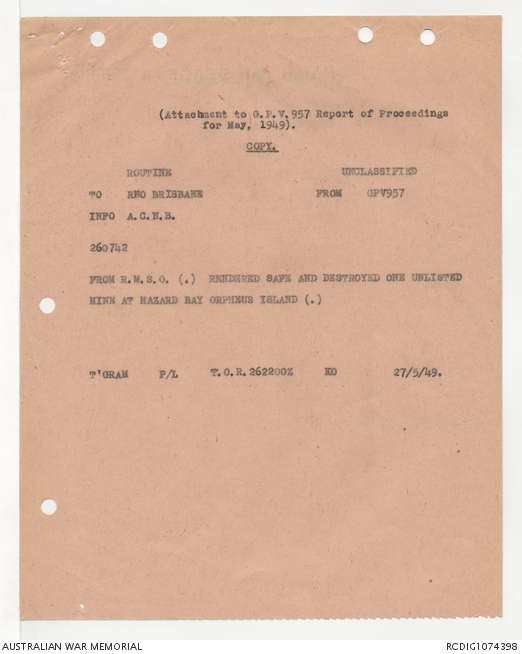 (Attachment to G.P.V. 957 Report of Proceedings
for May, 1949).
COPY.
ROUTINE UNCLASSIFIED
TO RNO BRISBANE FROM GPV957
INFO A.C.N.B.
260742
FROM R.M.S.O. (.) RENDERED SAFE AND DESTROYED ONE UNLISTED
MINE AT HAZARD BAY ORPHEUS ISLAND (.)
T'GRAM P/L T.O.R. 262200Z KO 27/5/49.
AUSTRALIAN WAR MEMORIAL RCDIG1074398